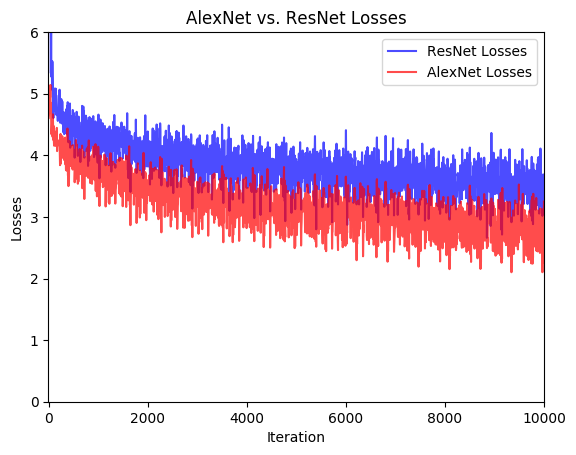 AlexNet vs. ResNet Losses
ResNet Losses
AlexNet Losses
6
5
4
3
2
1
0
Losses
0 2000 4000 6000 8000 10000
Iteration